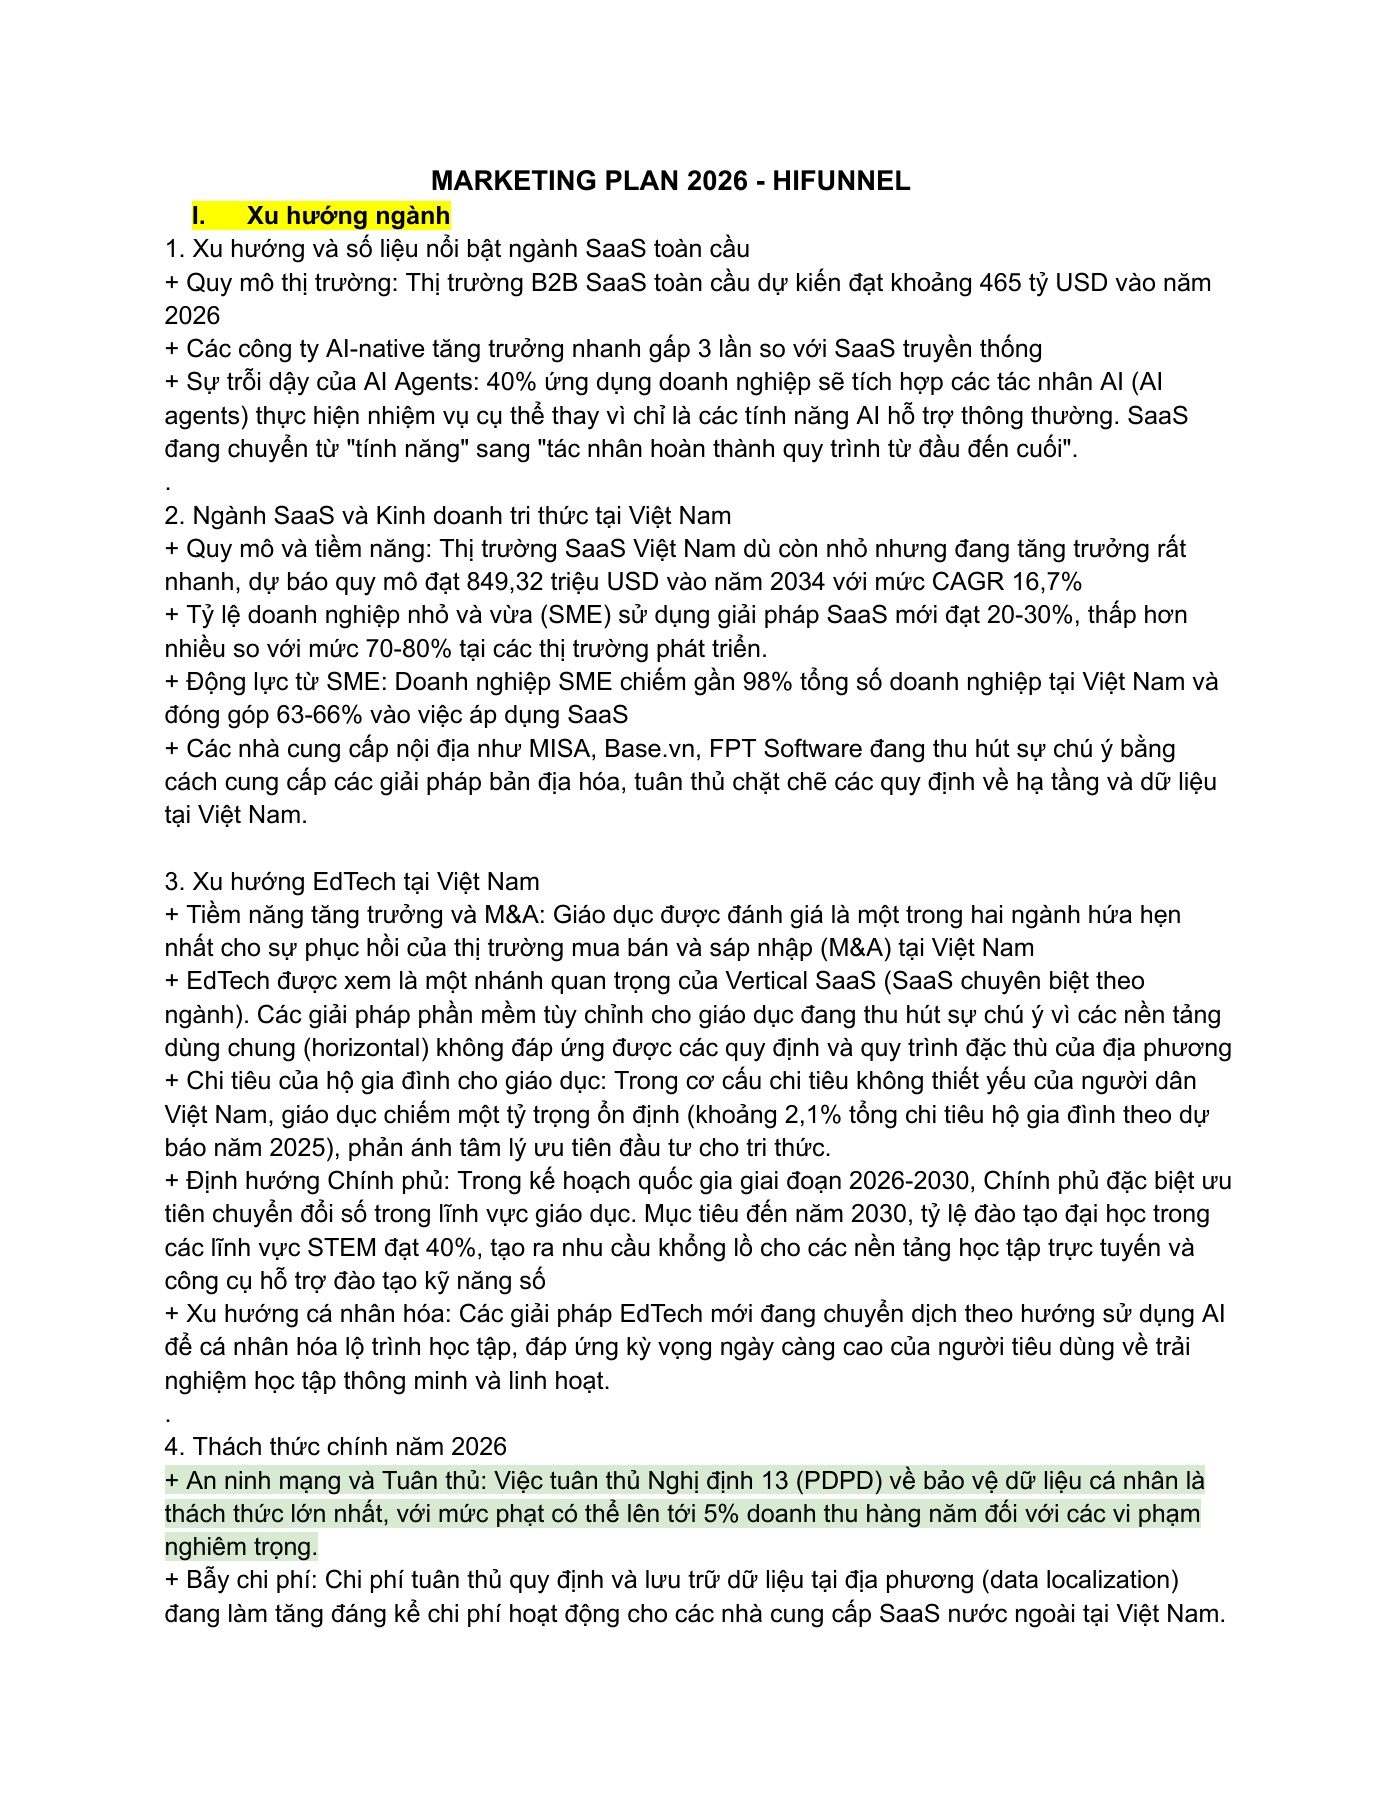 MARKETING PLAN 2026 - HIFUNNEL
I. Xu hướng ngành
1. Xu hướng và số liệu nổi bật ngành SaaS toàn cầu
+ Quy mô thị trường: Thị trường B2B SaaS toàn cầu dự kiến đạt khoảng 465 tỷ USD vào năm
2026
+ Các công ty AI-native tăng trưởng nhanh gấp 3 lần so với SaaS truyền thống
+ Sự trỗi dậy của AI Agents: 40% ứng dụng doanh nghiệp sẽ tích hợp các tác nhân AI (AI
agents) thực hiện nhiệm vụ cụ thể thay vì chỉ là các tính năng AI hỗ trợ thông thường. SaaS
đang chuyển từ "tính năng" sang "tác nhân hoàn thành quy trình từ đầu đến cuối".
.
2. Ngành SaaS và Kinh doanh tri thức tại Việt Nam
+ Quy mô và tiềm năng: Thị trường SaaS Việt Nam dù còn nhỏ nhưng đang tăng trưởng rất
nhanh, dự báo quy mô đạt 849,32 triệu USD vào năm 2034 với mức CAGR 16,7%
+ Tỷ lệ doanh nghiệp nhỏ và vừa (SME) sử dụng giải pháp SaaS mới đạt 20-30%, thấp hơn
nhiều so với mức 70-80% tại các thị trường phát triển.
+ Động lực từ SME: Doanh nghiệp SME chiếm gần 98% tổng số doanh nghiệp tại Việt Nam và
đóng góp 63-66% vào việc áp dụng SaaS
+ Các nhà cung cấp nội địa như MISA, Base.vn, FPT Software đang thu hút sự chú ý bằng
cách cung cấp các giải pháp bản địa hóa, tuân thủ chặt chẽ các quy định về hạ tầng và dữ liệu
tại Việt Nam.
3. Xu hướng EdTech tại Việt Nam
+ Tiềm năng tăng trưởng và M&A: Giáo dục được đánh giá là một trong hai ngành hứa hẹn
nhất cho sự phục hồi của thị trường mua bán và sáp nhập (M&A) tại Việt Nam
+ EdTech được xem là một nhánh quan trọng của Vertical SaaS (SaaS chuyên biệt theo
ngành). Các giải pháp phần mềm tùy chỉnh cho giáo dục đang thu hút sự chú ý vì các nền tảng
dùng chung (horizontal) không đáp ứng được các quy định và quy trình đặc thù của địa phương
+ Chi tiêu của hộ gia đình cho giáo dục: Trong cơ cấu chi tiêu không thiết yếu của người dân
Việt Nam, giáo dục chiếm một tỷ trọng ổn định (khoảng 2,1% tổng chi tiêu hộ gia đình theo dự
báo năm 2025), phản ánh tâm lý ưu tiên đầu tư cho tri thức.
+ Định hướng Chính phủ: Trong kế hoạch quốc gia giai đoạn 2026-2030, Chính phủ đặc biệt ưu
tiên chuyển đổi số trong lĩnh vực giáo dục. Mục tiêu đến năm 2030, tỷ lệ đào tạo đại học trong
các lĩnh vực STEM đạt 40%, tạo ra nhu cầu khổng lồ cho các nền tảng học tập trực tuyến và
công cụ hỗ trợ đào tạo kỹ năng số
+ Xu hướng cá nhân hóa: Các giải pháp EdTech mới đang chuyển dịch theo hướng sử dụng AI
để cá nhân hóa lộ trình học tập, đáp ứng kỳ vọng ngày càng cao của người tiêu dùng về trải
nghiệm học tập thông minh và linh hoạt.
.
4. Thách thức chính năm 2026
+ An ninh mạng và Tuân thủ: Việc tuân thủ Nghị định 13 (PDPD) về bảo vệ dữ liệu cá nhân là
thách thức lớn nhất, với mức phạt có thể lên tới 5% doanh thu hàng năm đối với các vi phạm
nghiêm trọng.
+ Bẫy chi phí: Chi phí tuân thủ quy định và lưu trữ dữ liệu tại địa phương (data localization)
đang làm tăng đáng kể chi phí hoạt động cho các nhà cung cấp SaaS nước ngoài tại Việt Nam.